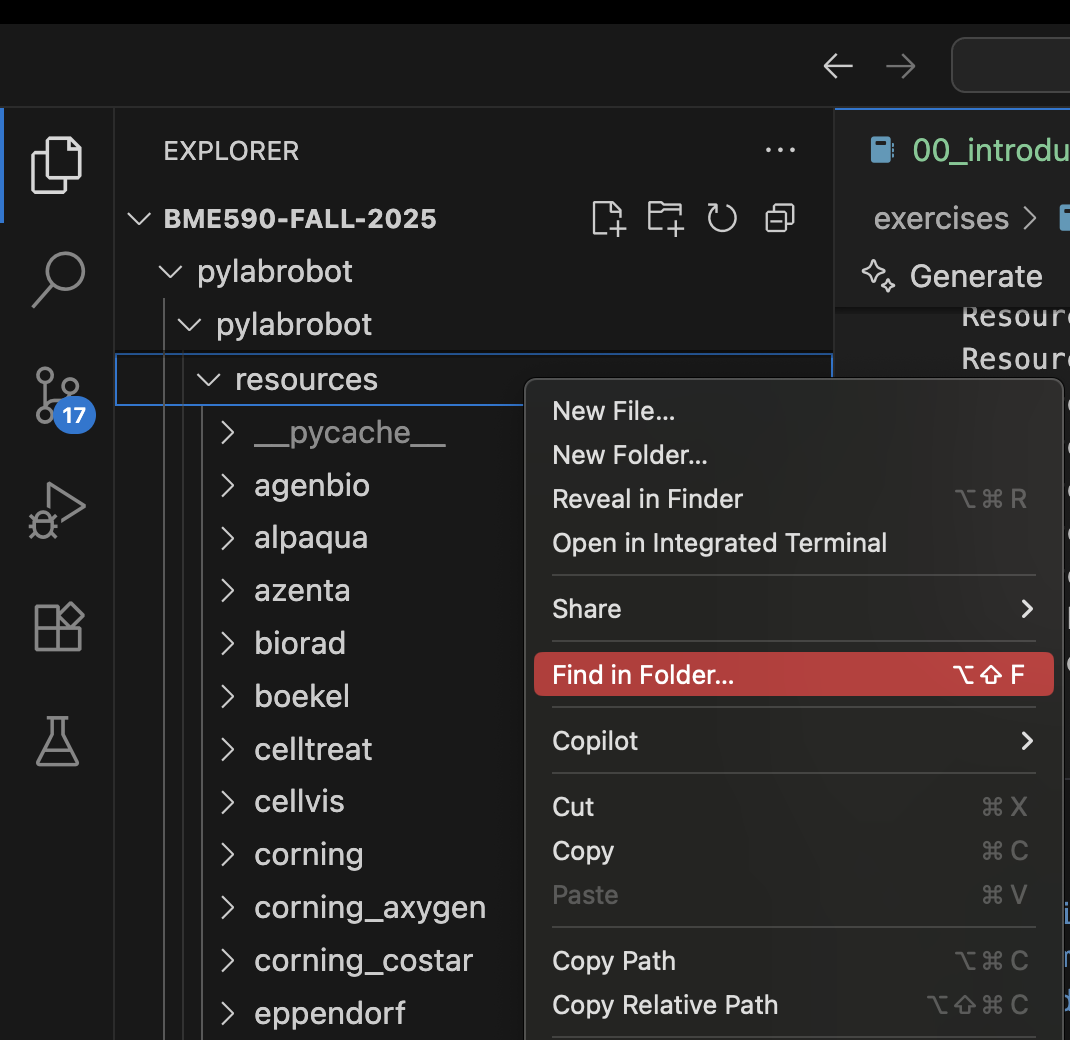 EXPLORER
BME590-FALL-2025
pylabrobot
pylabrobot
resources
__pycache__
agenbio
alpaqua
azenta
biorad
boekel
celltreat
cellvis
corning
corning_axygen
corning_costar
eppendorf
17
New File...
New Folder...
Reveal in Finder ⌥⌘R
Open in Integrated Terminal
Share
Find in Folder... ⌥⇧F
Copilot
Cut ⌘X
Copy ⌘C
Paste ⌘V
Copy Path ⌥⌘C
Copy Relative Path ⌥⇧⌘C
00_introdu
exercises
Generate
Resour
Resour